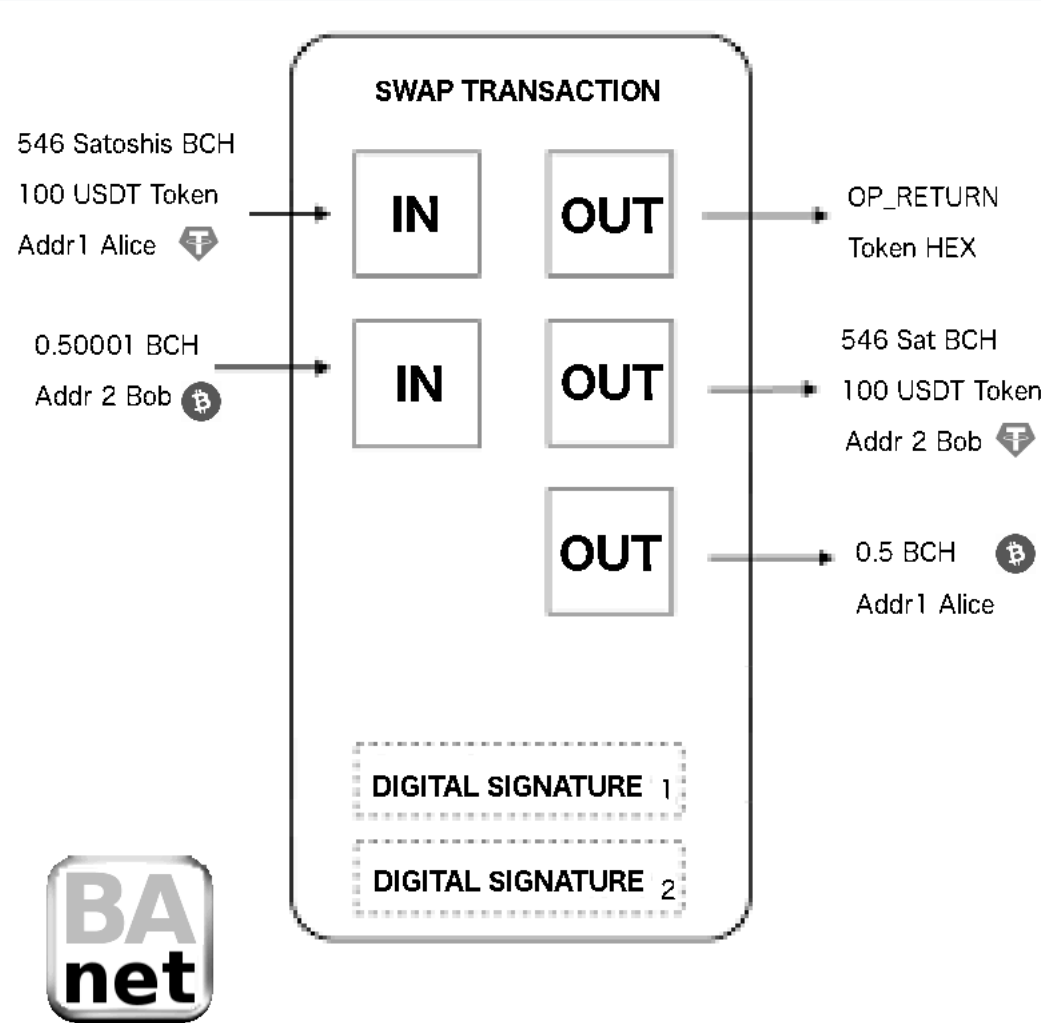 SWAP TRANSACTION
546 Satoshis BCH
100 USDT Token
Addr1 Alice
IN
OUT
OP_RETURN
Token HEX
0.50001 BCH
Addr 2 Bob
IN
OUT
546 Sat BCH
100 USDT Token
Addr 2 Bob
OUT
0.5 BCH
Addr1 Alice
DIGITAL SIGNATURE 1
DIGITAL SIGNATURE 2
BA
net